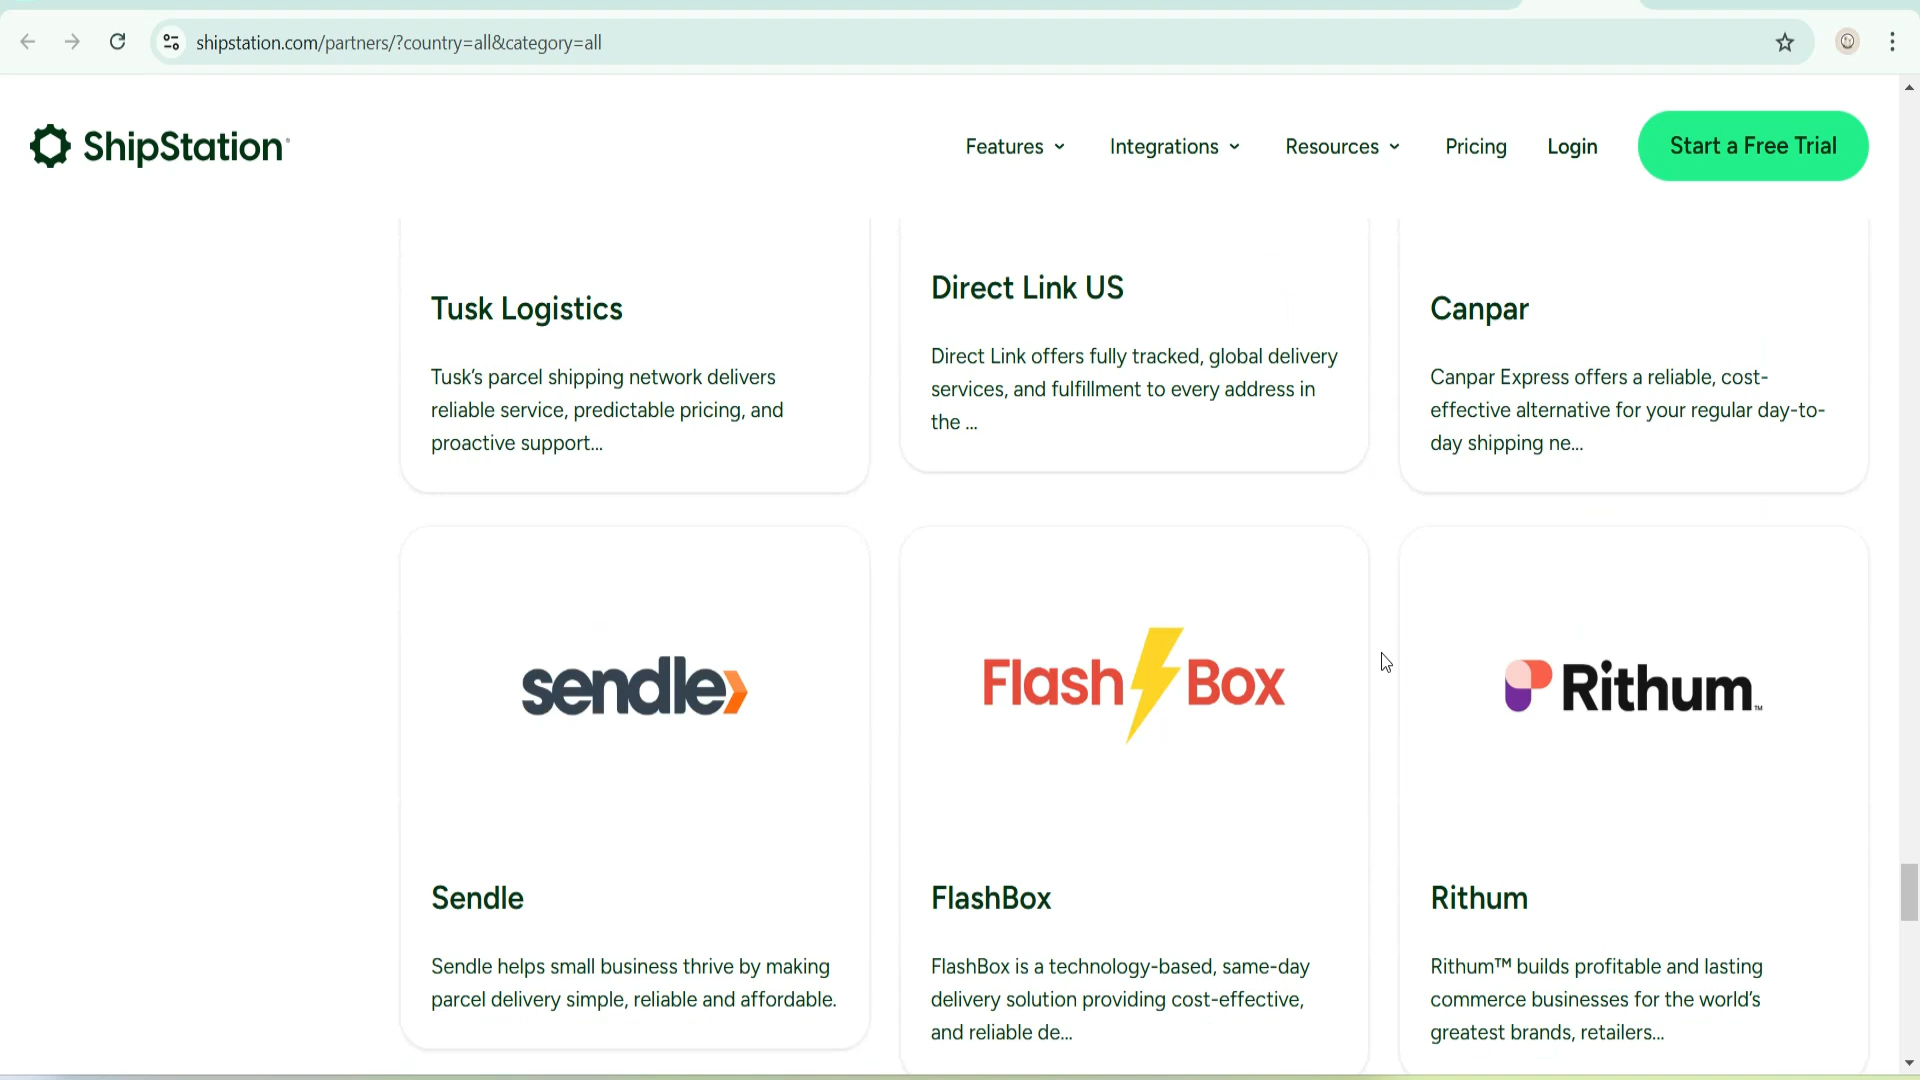 shipstation.com/partners/?country=all&category=all
ShipStation
Features
Integrations
Resources
Pricing
Login
Start a Free Trial
Tusk Logistics
Tusk's parcel shipping network delivers
reliable service, predictable pricing, and
proactive support...
Direct Link US
Direct Link offers fully tracked, global delivery
services, and fulfillment to every address in
the ...
Canpar
Canpar Express offers a reliable, cost-
effective alternative for your regular day-to-
day shipping ne...
sendle
Flash Box
Rithum™
Sendle
Sendle helps small business thrive by making
parcel delivery simple, reliable and affordable.
FlashBox
FlashBox is a technology-based, same-day
delivery solution providing cost-effective,
and reliable de...
Rithum
Rithum™ builds profitable and lasting
commerce businesses for the world's
greatest brands, retailers...